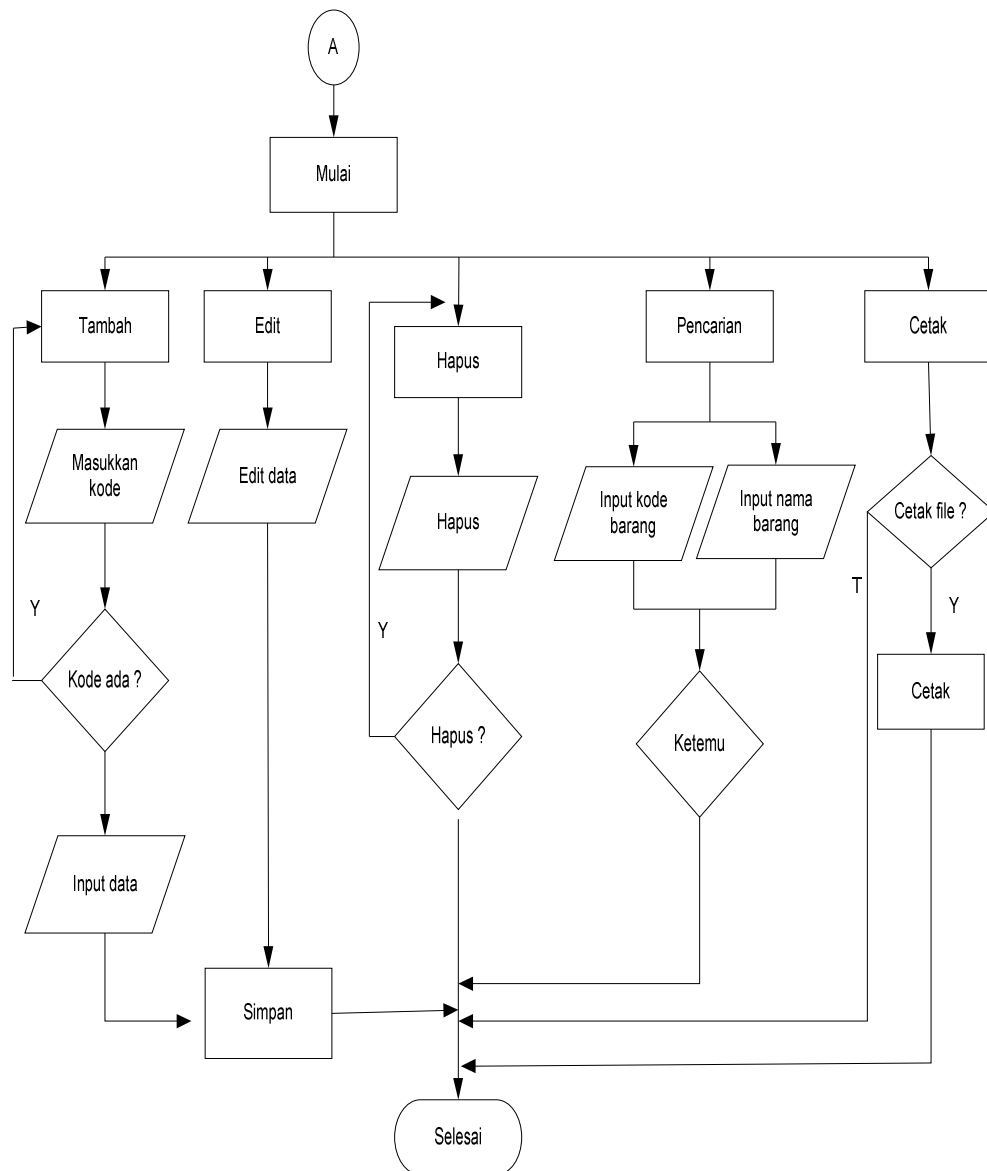 A
Mulai
Tambah
Edit
Hapus
Pencarian
Cetak
Masukkan
kode
Edit data
Hapus
Input kode
barang
Input nama
barang
Cetak file ?
T
Y
Y
Y
Kode ada ?
Hapus ?
Ketemu
Cetak
Input data
Simpan
Selesai